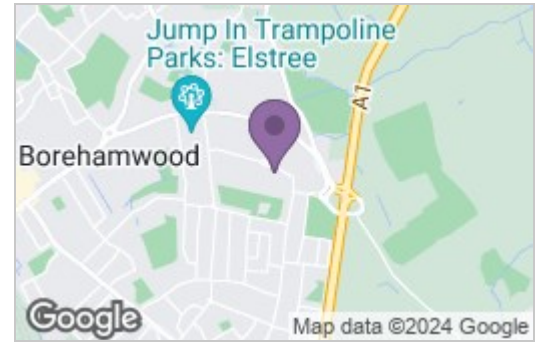 Jump In Trampoline
Parks: Elstree
A1
Borehamwood
Google
Map data ©2024 Google